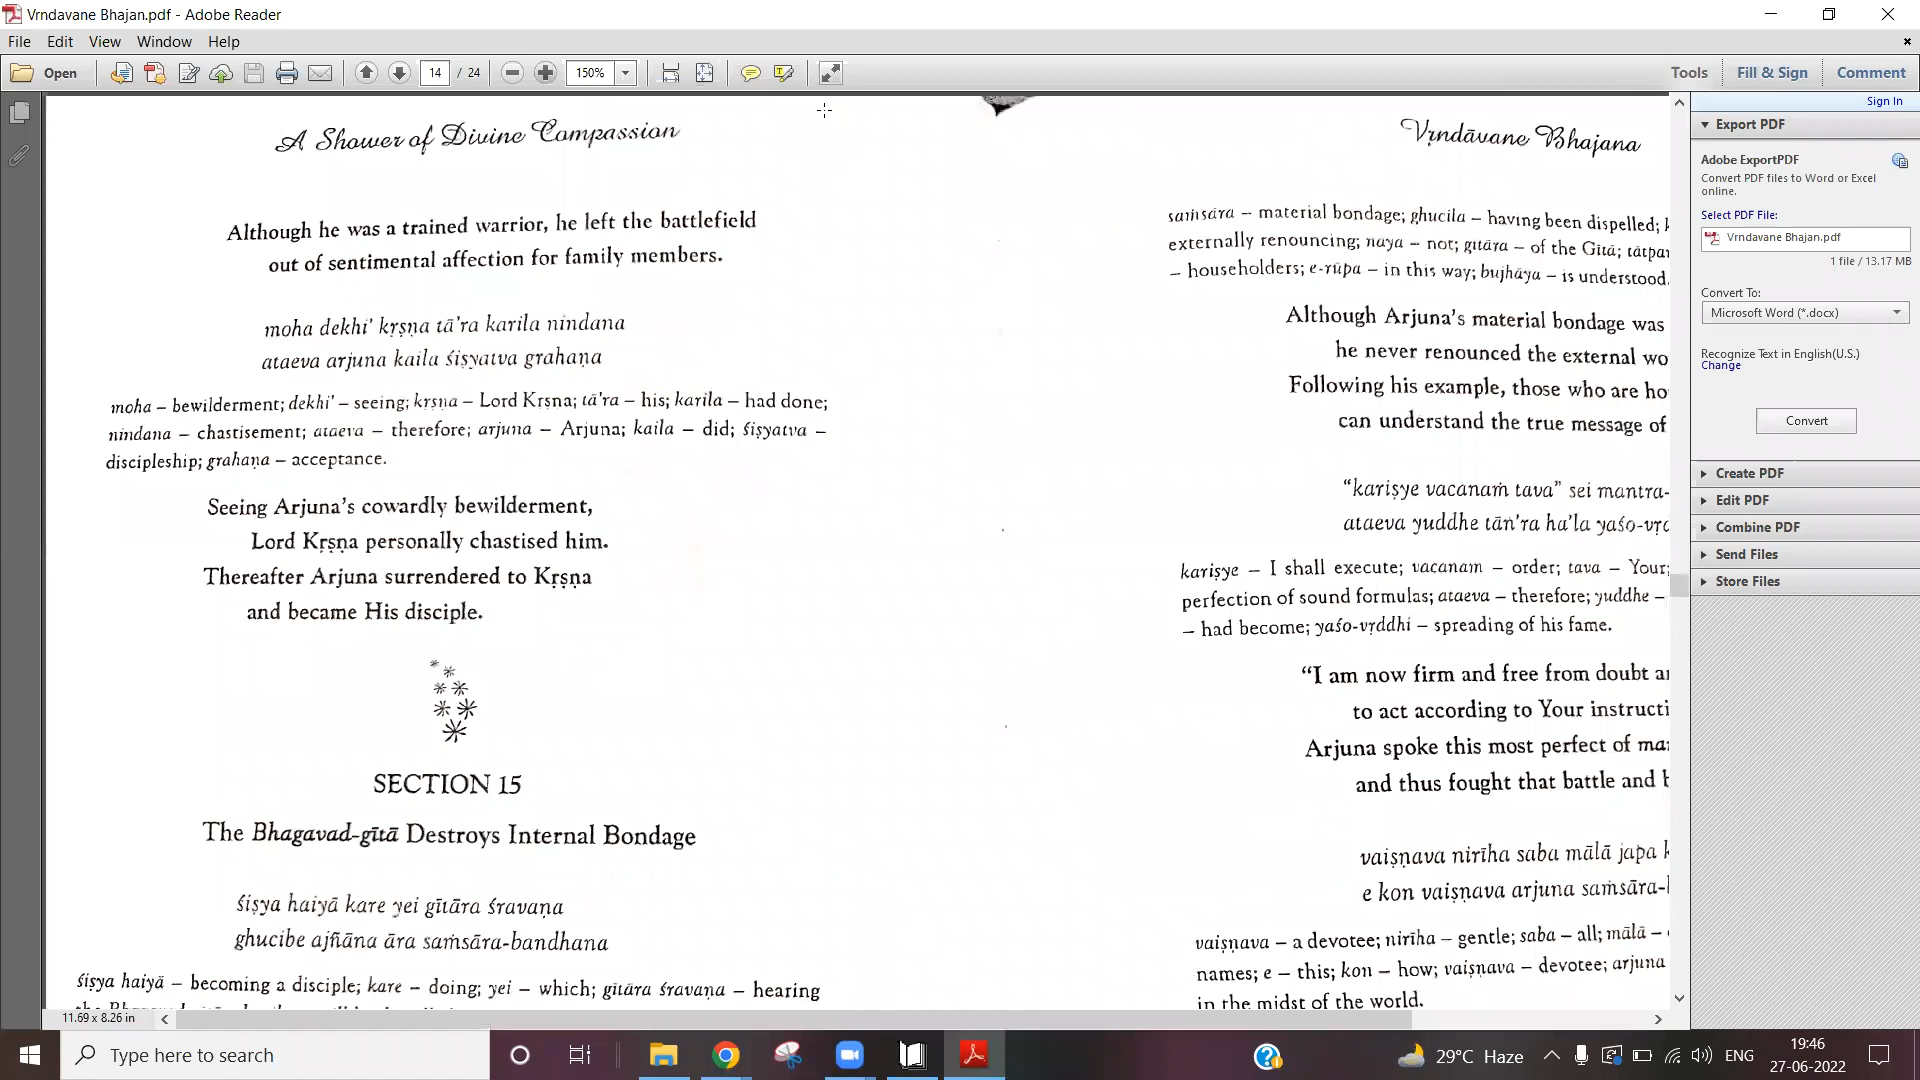 Vrndavane Bhajan.pdf - Adobe Reader
File Edit View Window Help
Open 14 / 24 150% Tools Fill & Sign Comment
A Shower of Divine Compassion
Although he was a trained warrior, he left the battlefield
out of sentimental affection for family members.
moha dekhi' kṛṣṇa tā'ra karila nindana
ataeva arjuna kaila śiṣyatva grahaṇa
moha – bewilderment; dekhi' – seeing; kṛṣṇa – Lord Kṛṣṇa; tā'ra – his; karila – had done;
nindana – chastisement; ataeva – therefore; arjuna – Arjuna; kaila – did; śiṣyatva –
discipleship; grahaṇa – acceptance.
Seeing Arjuna's cowardly bewilderment,
Lord Kṛṣṇa personally chastised him.
Thereafter Arjuna surrendered to Kṛṣṇa
and became His disciple.
SECTION 15
The Bhagavad-gītā Destroys Internal Bondage
śiṣya haiyā kare yei gītāra śravaṇa
ghucibe ajñāna āra saṁsāra-bandhana
śiṣya haiyā – becoming a disciple; kare – doing; yei – which; gītāra śravaṇa – hearing
Vṛndāvane Bhajana
saṁsāra – material bondage; ghucila – having been dispelled;
externally renouncing; naya – not; gītāra – of the Gītā;
– householders; e-rūpa – in this way; bujhāya – is understood.
Although Arjuna's material bondage was
he never renounced the external
Following his example, those who are
can understand the true message of
"kariṣye vacanaṁ tava" sei mantra-
ataeva yuddhe tāṅ'ra ha'la
kariṣye – I shall execute; vacanam – order; tava – Your;
perfection of sound formulas; ataeva – therefore; yuddhe –
– had become; yaśo-vṛddhi – spreading of his fame.
"I am now firm and free from doubt
to act according to Your
Arjuna spoke this most perfect of
and thus fought that battle and
vaiṣṇava nirīha saba mālā japa
e kon vaiṣṇava arjuna saṁsāra-
vaiṣṇava – a devotee; nirīha – gentle; saba – all; mālā –
names; e – this; kon – how; vaiṣṇava – devotee; arjuna
in the midst of the world.
Sign In
Export PDF
Adobe ExportPDF
Convert PDF files to Word or Excel
online.
Select PDF File:
Vrndavane Bhajan.pdf
1 file / 13.17 MB
Convert To:
Microsoft Word (*.docx)
Recognize Text in English(U.S.)
Change
Convert
Create PDF
Edit PDF
Combine PDF
Send Files
Store Files
11.69 x 8.26 in
Type here to search
29°C Haze
ENG
19:46
27-06-2022